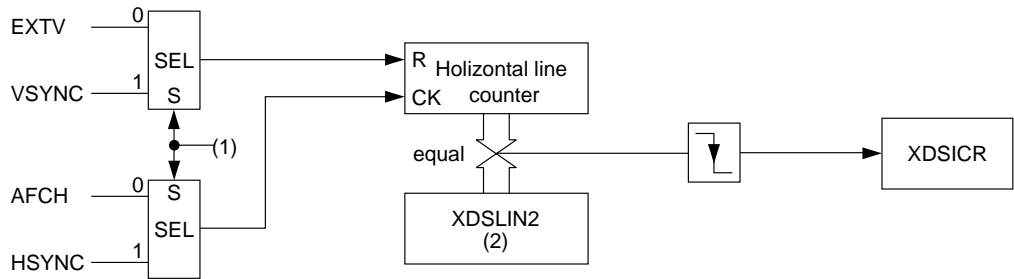 EXTV
0
SEL
VSYNC
1
S
(1)
AFCH
0
S
SEL
HSYNC
1
R
CK
Holizontal line
counter
equal
XDSLIN2
(2)
XDSICR